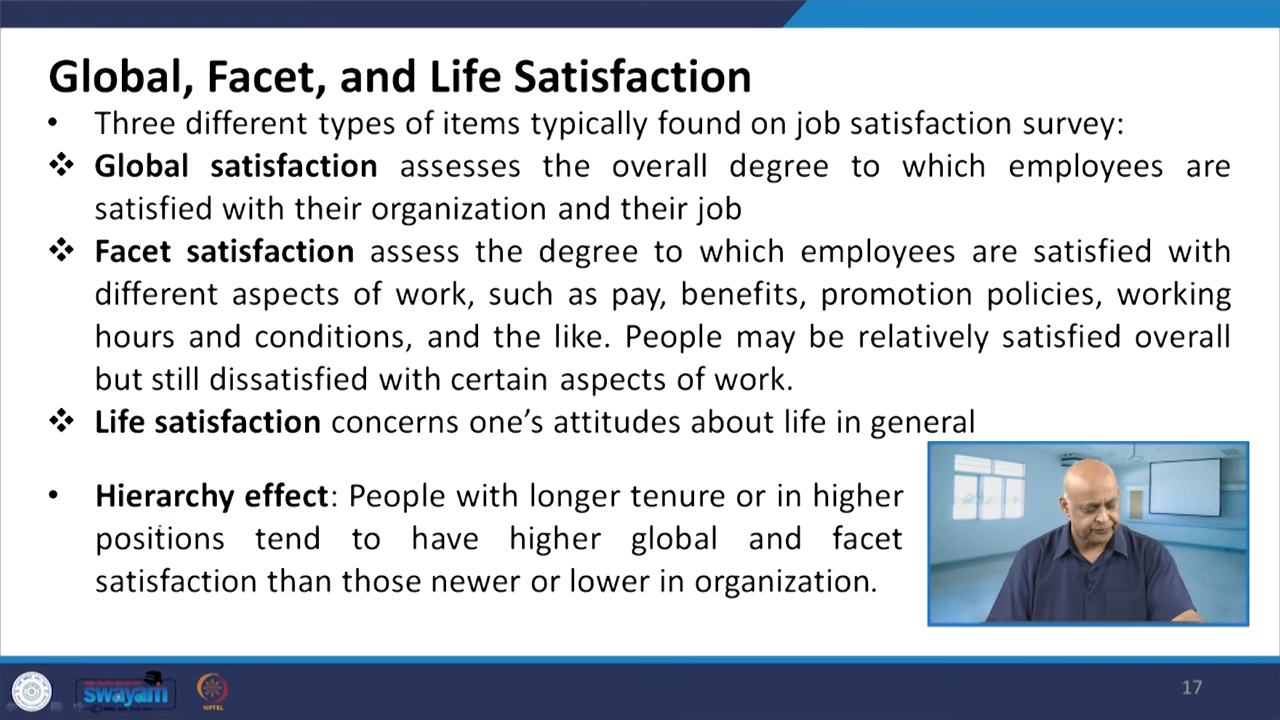 Global, Facet, and Life Satisfaction
• Three different types of items typically found on job satisfaction survey:
❖ Global satisfaction assesses the overall degree to which employees are
satisfied with their organization and their job
❖ Facet satisfaction assess the degree to which employees are satisfied with
different aspects of work, such as pay, benefits, promotion policies, working
hours and conditions, and the like. People may be relatively satisfied overall
but still dissatisfied with certain aspects of work.
❖ Life satisfaction concerns one’s attitudes about life in general
• Hierarchy effect: People with longer tenure or in higher
positions tend to have higher global and facet
satisfaction than those newer or lower in organization.
swayam
NPTEL
17